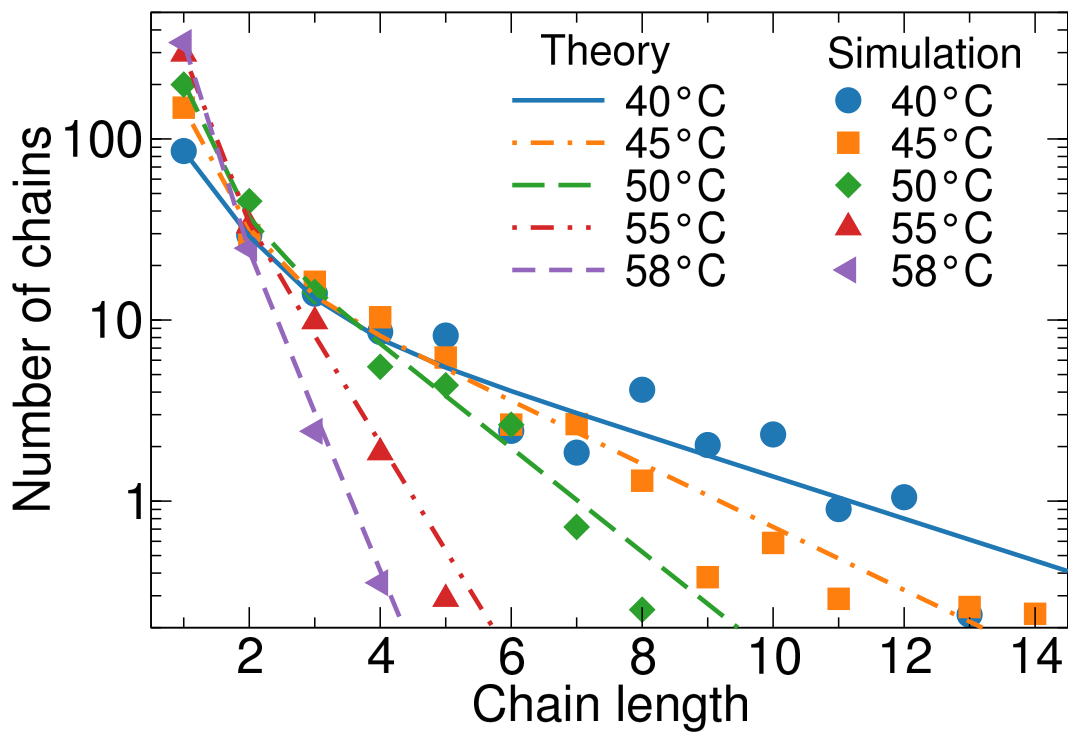 Theory Simulation
40°C 40°C
45°C 45°C
50°C 50°C
55°C 55°C
58°C 58°C
Number of chains
100
10
1
2 4 6 8 10 12 14
Chain length